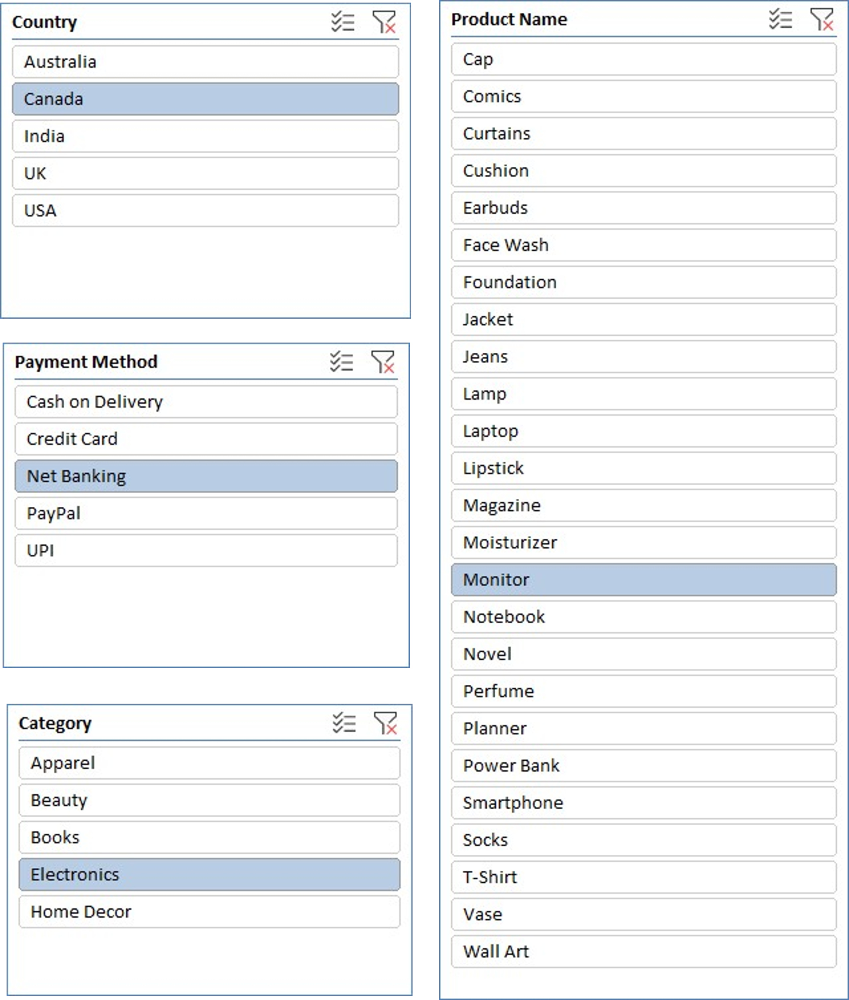 Country
Australia
Canada
India
UK
USA
Payment Method
Cash on Delivery
Credit Card
Net Banking
PayPal
UPI
Category
Apparel
Beauty
Books
Electronics
Home Decor
Product Name
Cap
Comics
Curtains
Cushion
Earbuds
Face Wash
Foundation
Jacket
Jeans
Lamp
Laptop
Lipstick
Magazine
Moisturizer
Monitor
Notebook
Novel
Perfume
Planner
Power Bank
Smartphone
Socks
T-Shirt
Vase
Wall Art